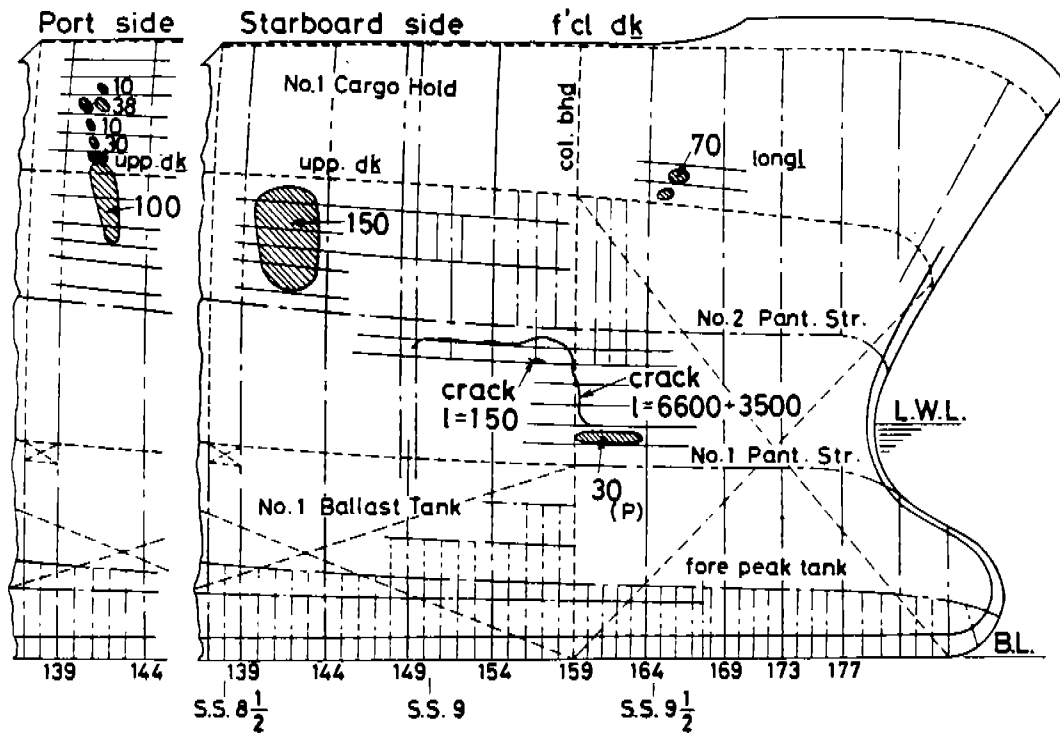 Port side
Starboard side
f'cl dk
No.1 Cargo Hold
10
38
10
30
upp. dk
100
upp. dk
150
col. bhd
70
longl
No.2 Pant. Str.
crack
l=150
crack
l=6600+3500
L.W.L.
No.1 Pant. Str.
30
(P)
No.1 Ballast Tank
fore peak tank
B.L.
139 144 139 144 149 154 159 164 169 173 177
S.S. 8 1/2 S.S. 9 S.S. 9 1/2